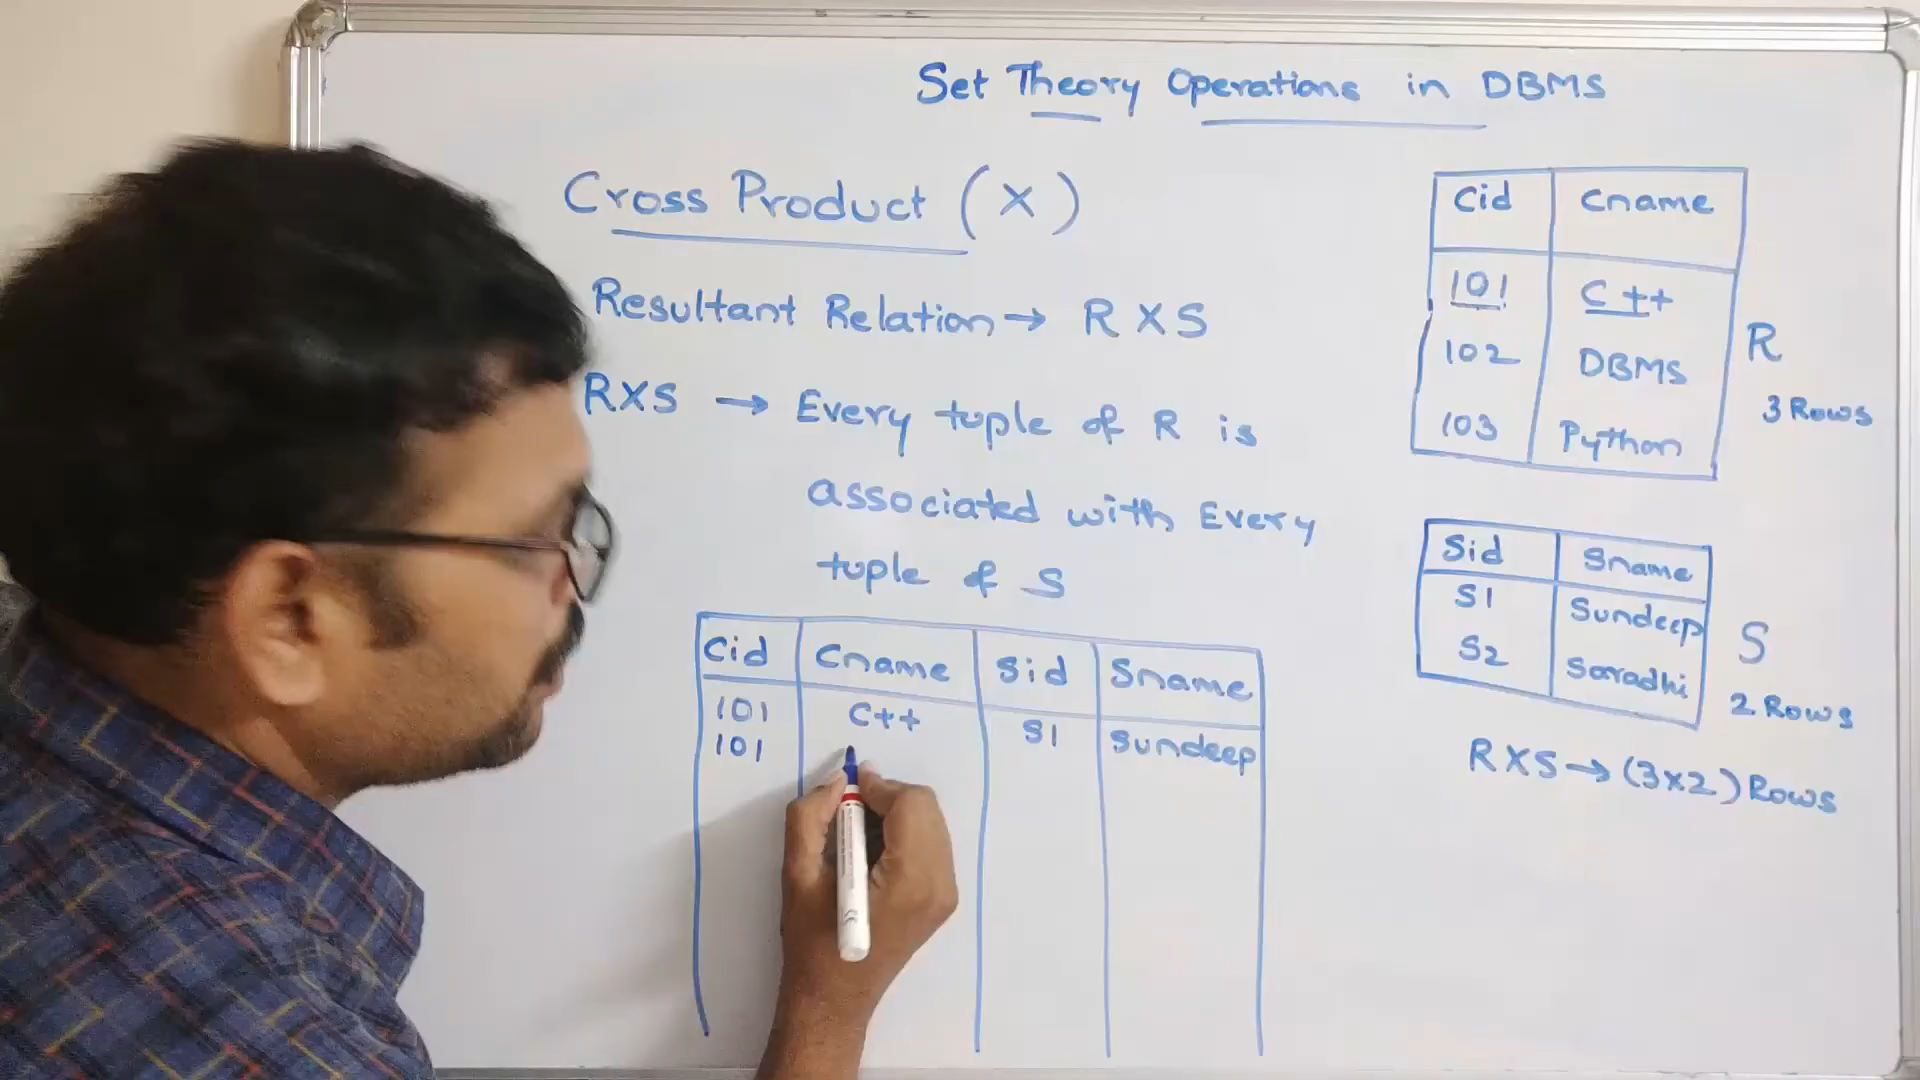 Set Theory Operations in DBMS
Cross Product (X)
Resultant Relation → R X S
RXS → Every tuple of R is
associated with Every
tuple of S
Cid Cname Sid Sname
101 C++ S1 Sundeep
101
Cid Cname
101 C++
102 DBMS
103 Python
R
3 Rows
Sid Sname
S1 Sundeep
S2 Saradhi
S
2 Rows
RXS → (3x2) Rows